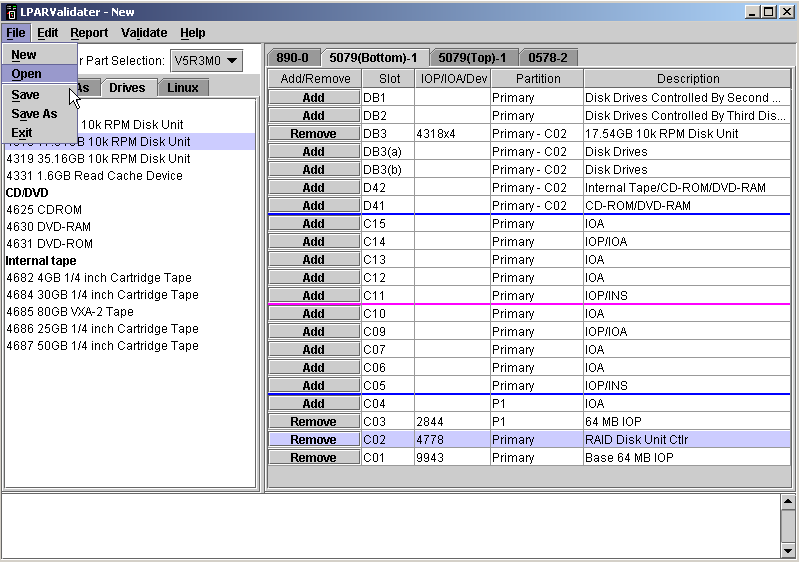 LPARValidater - New
File Edit Report Validate Help
New
Open
Save
Save As
Exit
r Part Selection: V5R3M0
As Drives Linux
10k RPM Disk Unit
10k RPM Disk Unit
4319 35.16GB 10k RPM Disk Unit
4331 1.6GB Read Cache Device
CD/DVD
4625 CDROM
4630 DVD-RAM
4631 DVD-ROM
Internal tape
4682 4GB 1/4 inch Cartridge Tape
4684 30GB 1/4 inch Cartridge Tape
4685 80GB VXA-2 Tape
4686 25GB 1/4 inch Cartridge Tape
4687 50GB 1/4 inch Cartridge Tape
890-0 5079(Bottom)-1 5079(Top)-1 0578-2
Add/Remove Slot IOP/IOA/Dev Partition Description
Add DB1 Primary Disk Drives Controlled By Second ...
Add DB2 Primary Disk Drives Controlled By Third Dis...
Remove DB3 4318x4 Primary - C02 17.54GB 10k RPM Disk Unit
Add DB3(a) Primary - C02 Disk Drives
Add DB3(b) Primary - C02 Disk Drives
Add D42 Primary - C02 Internal Tape/CD-ROM/DVD-RAM
Add D41 Primary - C02 CD-ROM/DVD-RAM
Add C15 Primary IOA
Add C14 Primary IOP/IOA
Add C13 Primary IOA
Add C12 Primary IOA
Add C11 Primary IOP/INS
Add C10 Primary IOA
Add C09 Primary IOP/IOA
Add C07 Primary IOA
Add C06 Primary IOA
Add C05 Primary IOP/INS
Add C04 P1 IOA
Remove C03 2844 P1 64 MB IOP
Remove C02 4778 Primary RAID Disk Unit Ctlr
Remove C01 9943 Primary Base 64 MB IOP